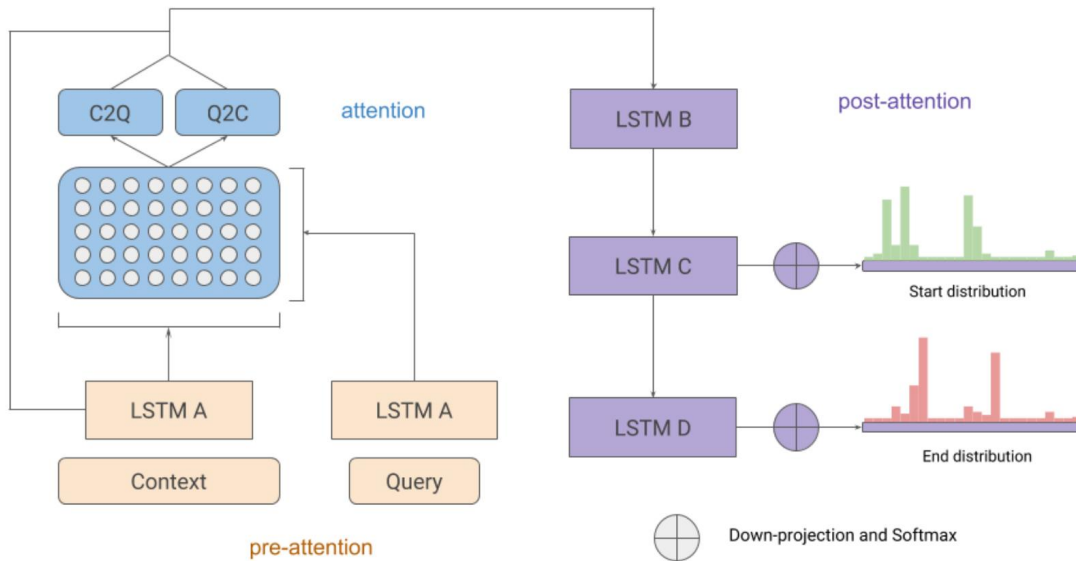 C2Q
Q2C
attention
LSTM A
LSTM A
Context
Query
pre-attention
LSTM B
post-attention
LSTM C
Start distribution
LSTM D
End distribution
Down-projection and Softmax